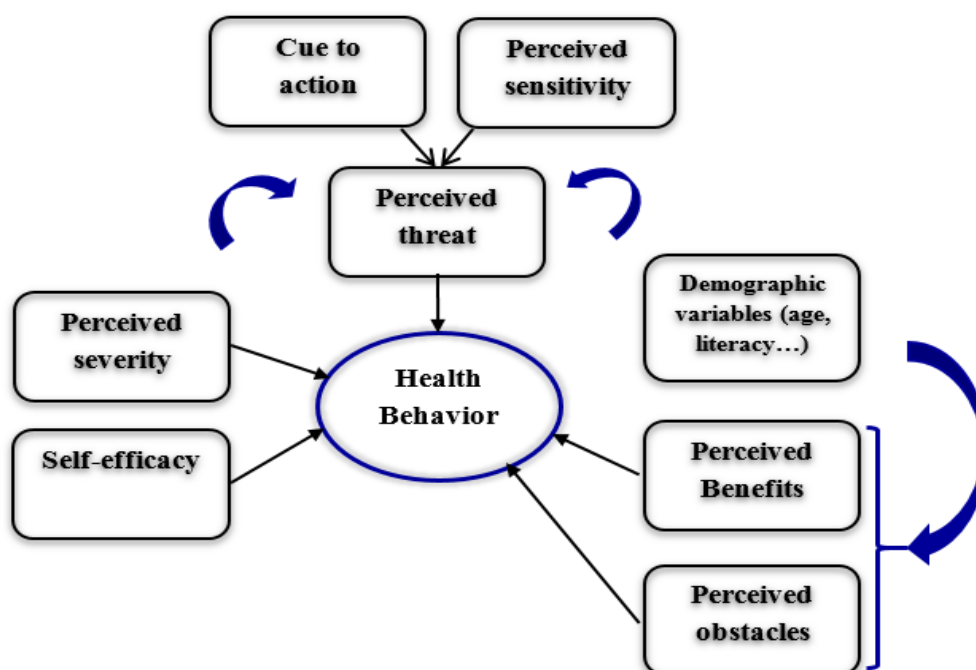 Cue to
action
Perceived
sensitivity
Perceived
threat
Demographic
variables (age,
literacy…)
Perceived
severity
Health
Behavior
Self-efficacy
Perceived
Benefits
Perceived
obstacles